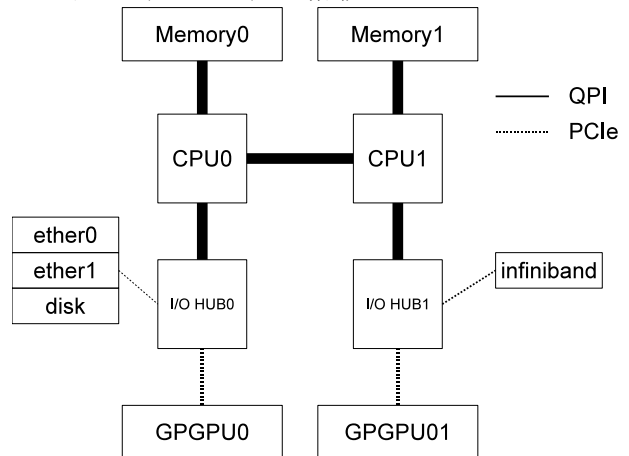 Memory0
Memory1
QPI
PCIe
CPU0
CPU1
ether0
ether1
disk
I/O HUB0
I/O HUB1
infiniband
GPGPU0
GPGPU01